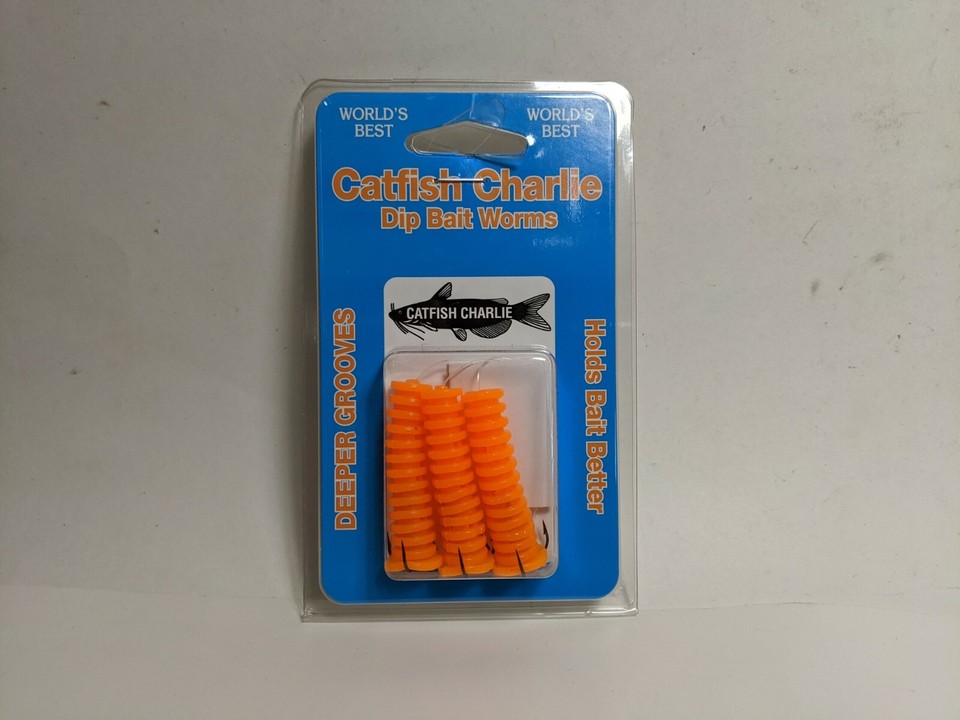 WORLD'S
BEST
WORLD'S
BEST
Catfish Charlie
Dip Bait Worms
CATFISH CHARLIE
DEEPER GROOVES
Holds Bait Better